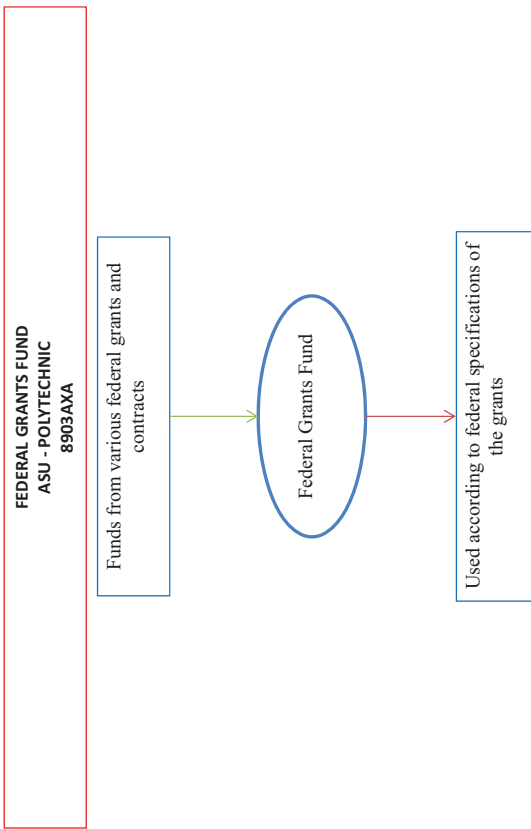 FEDERAL GRANTS FUND
ASU - POLYTECHNIC
8903AXA
Funds from various federal grants and
contracts
Federal Grants Fund
Used according to federal specifications of
the grants